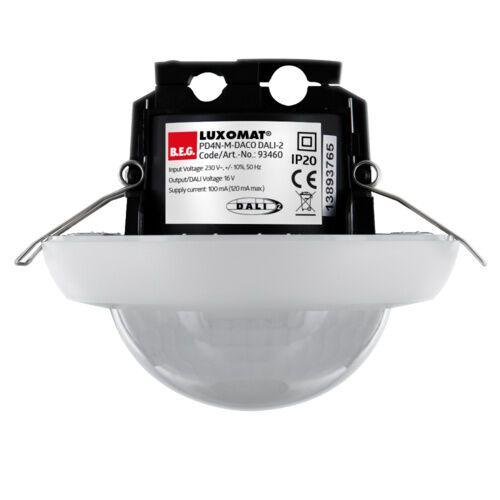 B.E.G.
LUXOMAT®
PD4N-M-DACO DALI-2
Code/Art.-No.: 93460
Input Voltage: 230 V~, +/- 10%, 50 Hz
Output/DALI Voltage: 16 V
Supply current: 100 mA (120 mA max.)
IP20
CE
13893765
DALI 2